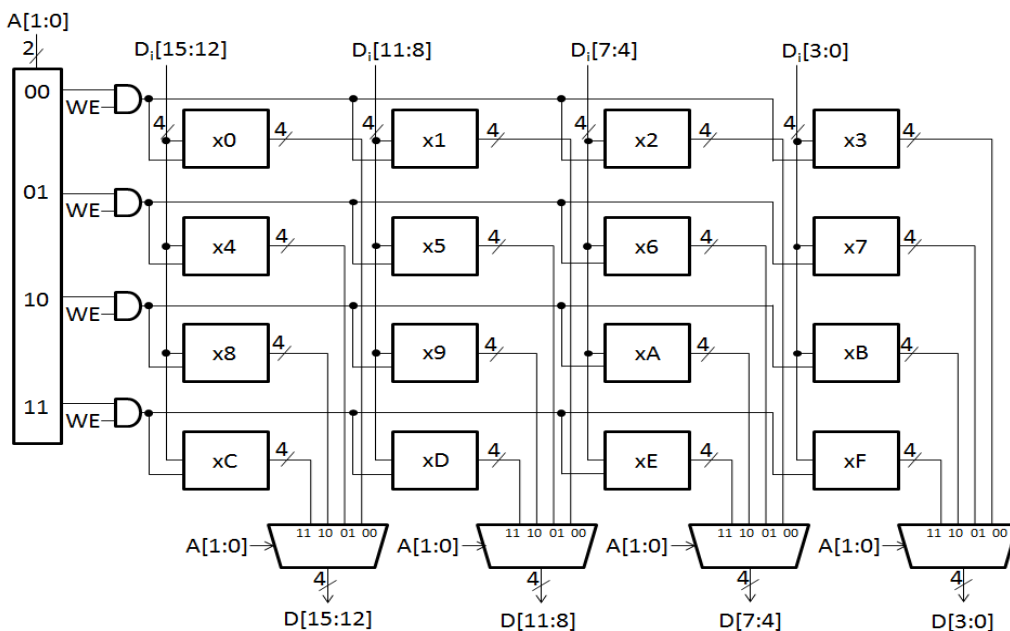 A[1:0]
2
Di[15:12] Di[11:8] Di[7:4] Di[3:0]
00
WE
4 x0 4 4 x1 4 4 x2 4 4 x3 4
01
WE
x4 4 x5 4 x6 4 x7 4
10
WE
x8 4 x9 4 xA 4 xB 4
11
WE
xC 4 xD 4 xE 4 xF 4
11 10 01 00 11 10 01 00 11 10 01 00 11 10 01 00
A[1:0] A[1:0] A[1:0] A[1:0]
4 4 4 4
D[15:12] D[11:8] D[7:4] D[3:0]